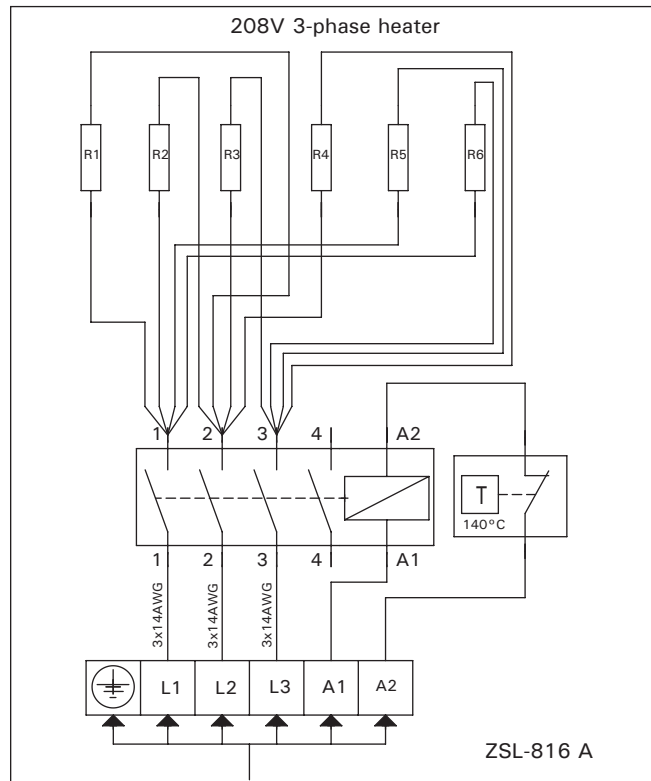 208V 3-phase heater
R1 R2 R3 R4 R5 R6
1 2 3 4 A2
T
140°C
1 2 3 4 A1
3x14AWG 3x14AWG 3x14AWG
L1 L2 L3 A1 A2
ZSL-816 A